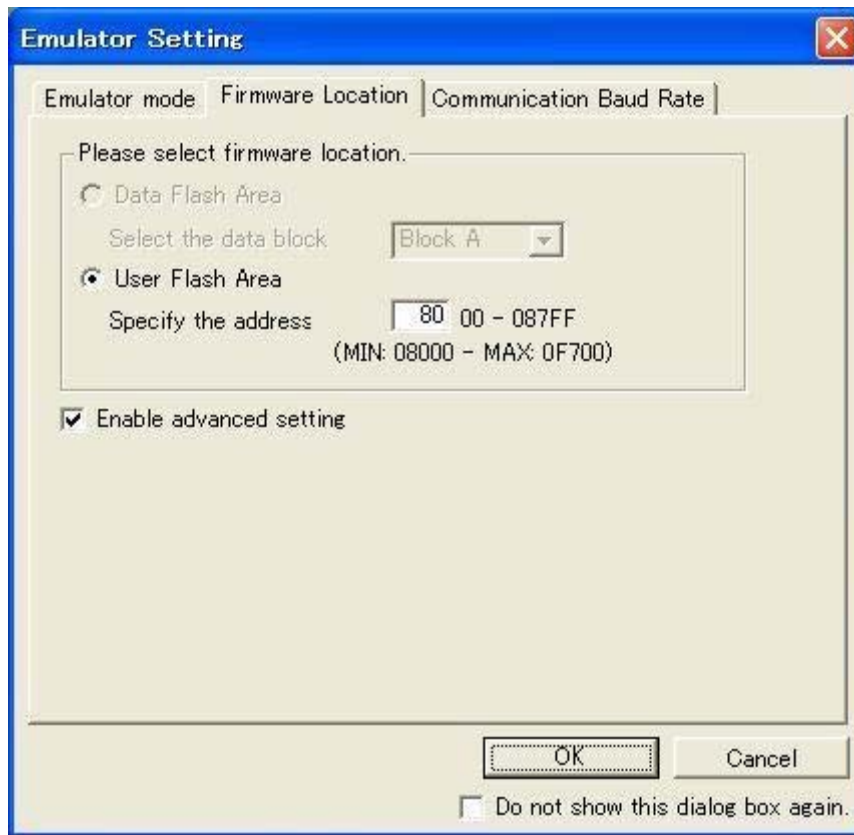 Emulator Setting
Emulator mode Firmware Location Communication Baud Rate
Please select firmware location.
Data Flash Area
Select the data block Block A
User Flash Area
Specify the address 80 00 - 087FF
(MIN: 08000 - MAX: 0F700)
Enable advanced setting
OK Cancel
Do not show this dialog box again.